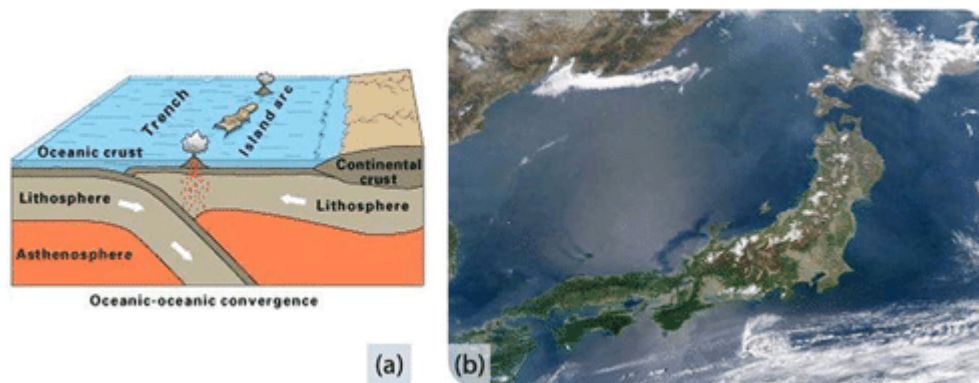 Trench
Island arc
Oceanic crust
Continental
crust
Lithosphere
Lithosphere
Asthenosphere
Oceanic-oceanic convergence
(a)
(b)